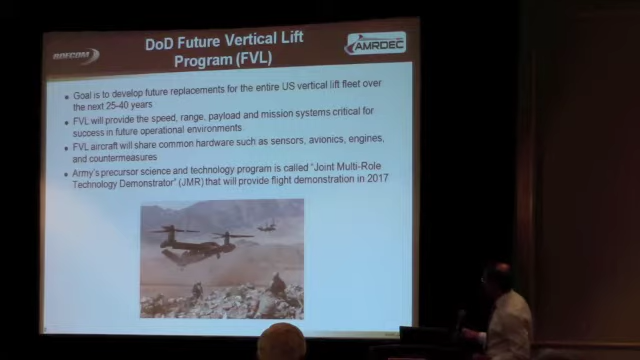 RDECOM
DoD Future Vertical Lift
Program (FVL)
AMRDEC
• Goal is to develop future replacements for the entire US vertical lift fleet over
the next 25-40 years
• FVL will provide the speed, range, payload and mission systems critical for
success in future operational environments
• FVL aircraft will share common hardware such as sensors, avionics, engines,
and countermeasures
• Army's precursor science and technology program is called "Joint Multi-Role
Technology Demonstrator" (JMR) that will provide flight demonstration in 2017